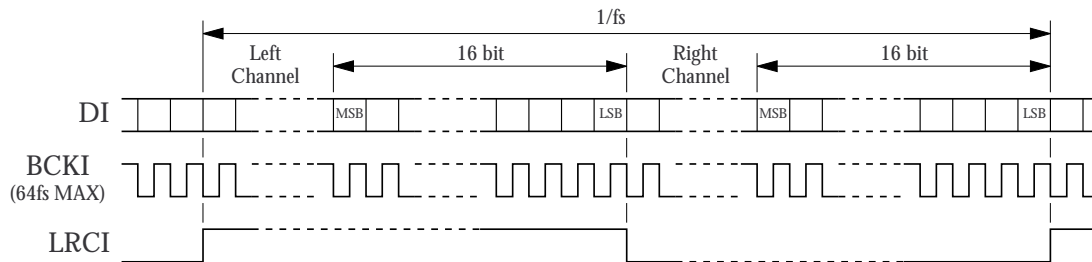 1/fs
Left
Channel
16 bit
Right
Channel
16 bit
DI
MSB
LSB
MSB
LSB
BCKI
(64fs MAX)
LRCI